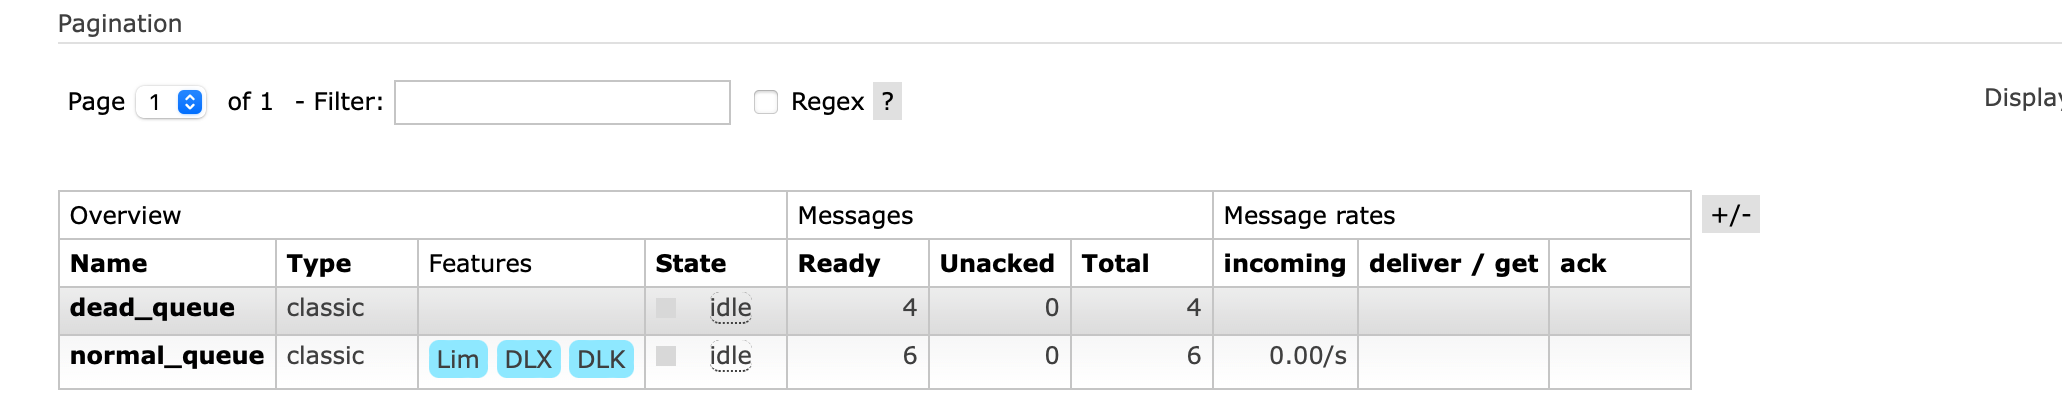 Pagination
Page 1 of 1 - Filter: Regex ?
Display
Overview Messages Message rates +/-
Name Type Features State Ready Unacked Total incoming deliver / get ack
dead_queue classic idle 4 0 4
normal_queue classic Lim DLX DLK idle 6 0 6 0.00/s